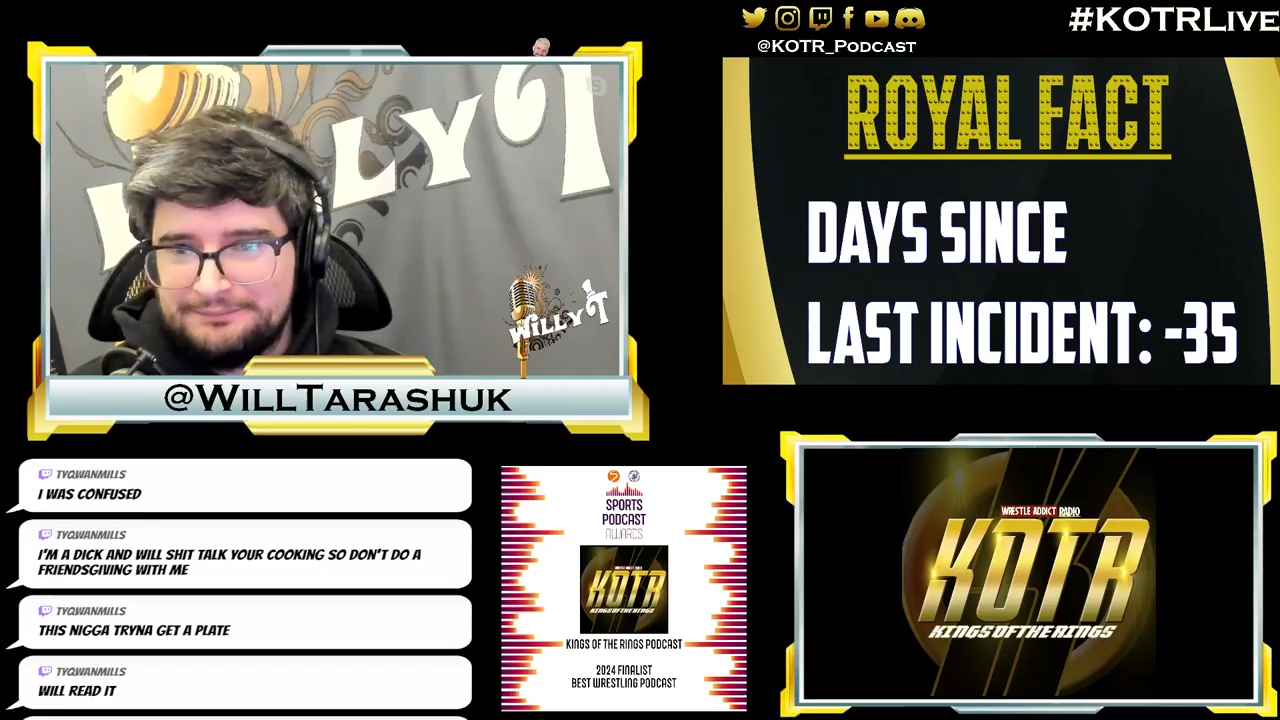 @KOTR_Podcast
#KOTRLive
WILLY T
WILLY T
@WillTarashuk
ROYAL FACT
DAYS SINCE
LAST INCIDENT: -35
TYQWANMILLS
I WAS CONFUSED
TYQWANMILLS
I'M A DICK AND WILL SHIT TALK YOUR COOKING SO DON'T DO A
FRIENDSGIVING WITH ME
TYQWANMILLS
THIS NIGGA TRYNA GET A PLATE
TYQWANMILLS
WILL READ IT
SPORTS
PODCAST
AWARDS
KOTR
KINGS OF THE RINGS
KINGS OF THE RINGS PODCAST
2024 FINALIST
BEST WRESTLING PODCAST
WRESTLE ADDICT RADIO
KOTR
KINGS OF THE RINGS